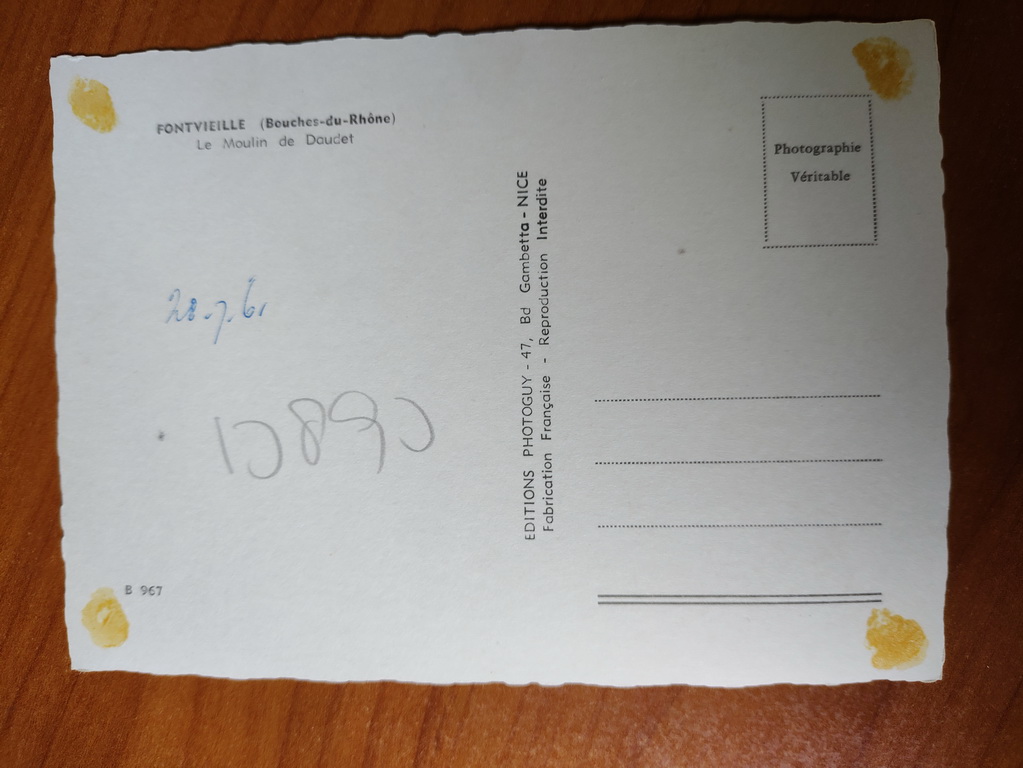 FONTVIEILLE (Bouches-du-Rhône)
Le Moulin de Daudet
28.7.61
10890
B 967
EDITIONS PHOTOGUY - 47, Bd Gambetta - NICE
Fabrication Française - Reproduction Interdite
Photographie
Véritable